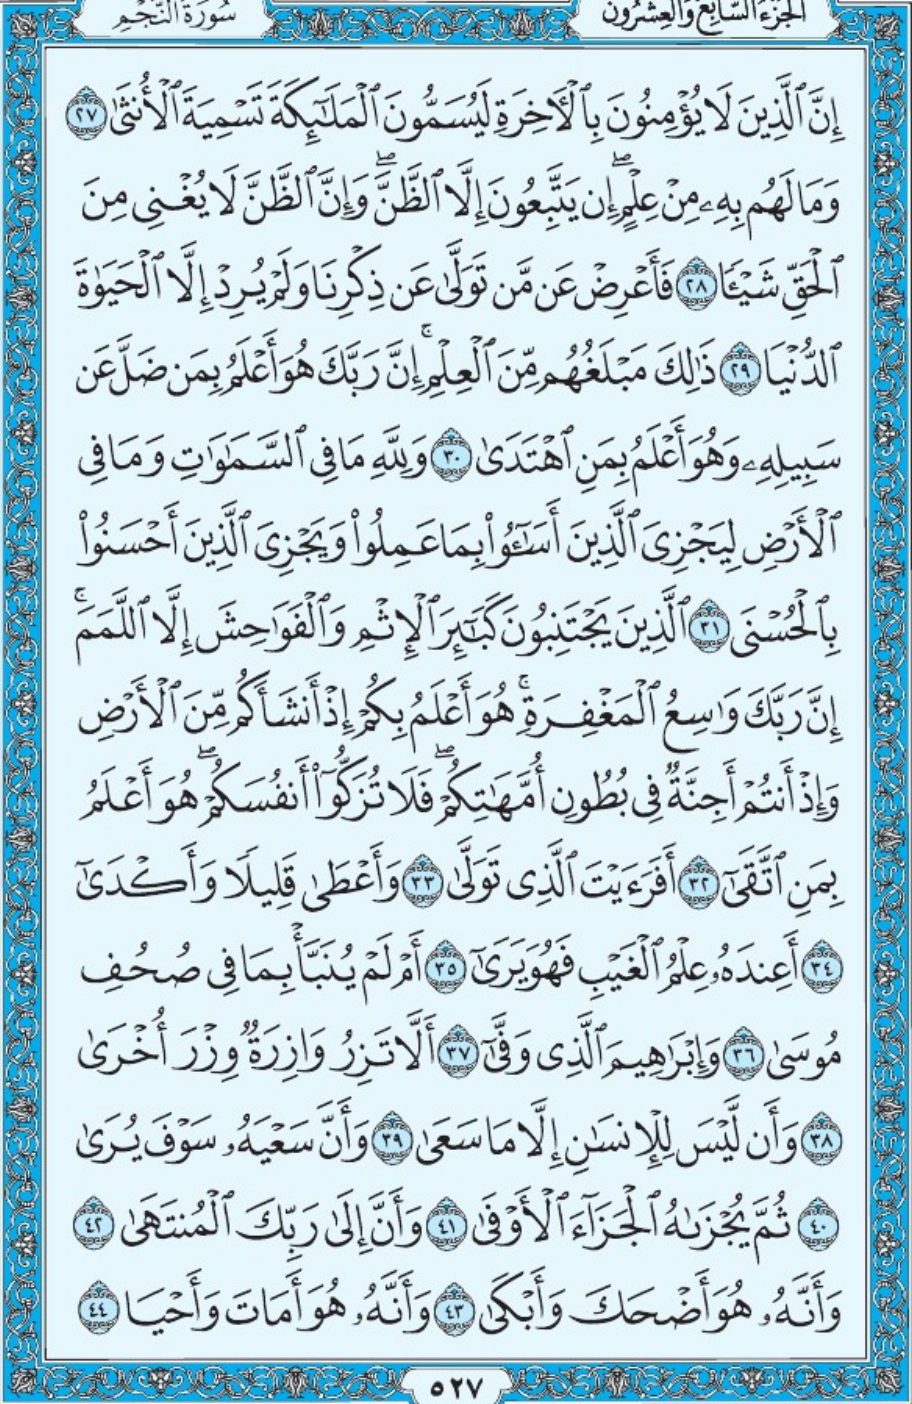 الجزء السابع والعشرون
سورة النجم
إِنَّ ٱلَّذِينَ لَا يُؤْمِنُونَ بِٱلْأَخِرَةِ لَيُسَمُّونَ ٱلْمَلَـٰٓئِكَةَ تَسْمِيَةَ ٱلْأُنثَىٰ ٢٧
وَمَا لَهُم بِهِۦ مِنْ عِلْمٍ ۖ إِن يَتَّبِعُونَ إِلَّا ٱلظَّنَّ ۖ وَإِنَّ ٱلظَّنَّ لَا يُغْنِى مِنَ
ٱلْحَقِّ شَيْـًٔا ٢٨ فَأَعْرِضْ عَن مَّن تَوَلَّىٰ عَن ذِكْرِنَا وَلَمْ يُرِدْ إِلَّا ٱلْحَيَوٰةَ
ٱلدُّنْيَا ٢٩ ذَٰلِكَ مَبْلَغُهُم مِّنَ ٱلْعِلْمِ ۚ إِنَّ رَبَّكَ هُوَ أَعْلَمُ بِمَن ضَلَّ عَن
سَبِيلِهِۦ وَهُوَ أَعْلَمُ بِمَنِ ٱهْتَدَىٰ ٣٠ وَلِلَّهِ مَا فِى ٱلسَّمَـٰوَٰتِ وَمَا فِى
ٱلْأَرْضِ لِيَجْزِىَ ٱلَّذِينَ أَسَـٰٓـُٔوا۟ بِمَا عَمِلُوا۟ وَيَجْزِىَ ٱلَّذِينَ أَحْسَنُوا۟
بِٱلْحُسْنَى ٣١ ٱلَّذِينَ يَجْتَنِبُونَ كَبَـٰٓئِرَ ٱلْإِثْمِ وَٱلْفَوَٰحِشَ إِلَّا ٱللَّمَمَ ۚ
إِنَّ رَبَّكَ وَٰسِعُ ٱلْمَغْفِرَةِ ۚ هُوَ أَعْلَمُ بِكُمْ إِذْ أَنشَأَكُم مِّنَ ٱلْأَرْضِ
وَإِذْ أَنتُمْ أَجِنَّةٌ فِى بُطُونِ أُمَّهَـٰتِكُمْ ۖ فَلَا تُزَكُّوٓا۟ أَنفُسَكُمْ ۖ هُوَ أَعْلَمُ
بِمَنِ ٱتَّقَىٰٓ ٣٢ أَفَرَءَيْتَ ٱلَّذِى تَوَلَّىٰ ٣٣ وَأَعْطَىٰ قَلِيلًا وَأَكْدَىٰٓ
٣٤ أَعِندَهُۥ عِلْمُ ٱلْغَيْبِ فَهُوَ يَرَىٰٓ ٣٥ أَمْ لَمْ يُنَبَّأْ بِمَا فِى صُحُفِ
مُوسَىٰ ٣٦ وَإِبْرَٰهِيمَ ٱلَّذِى وَفَّىٰٓ ٣٧ أَلَّا تَزِرُ وَازِرَةٌ وِزْرَ أُخْرَىٰ
٣٨ وَأَن لَّيْسَ لِلْإِنسَـٰنِ إِلَّا مَا سَعَىٰ ٣٩ وَأَنَّ سَعْيَهُۥ سَوْفَ يُرَىٰ
٤٠ ثُمَّ يُجْزَىٰهُ ٱلْجَزَآءَ ٱلْأَوْفَىٰ ٤١ وَأَنَّ إِلَىٰ رَبِّكَ ٱلْمُنتَهَىٰ ٤٢
وَأَنَّهُۥ هُوَ أَضْحَكَ وَأَبْكَىٰ ٤٣ وَأَنَّهُۥ هُوَ أَمَاتَ وَأَحْيَا ٤٤
٥٢٧